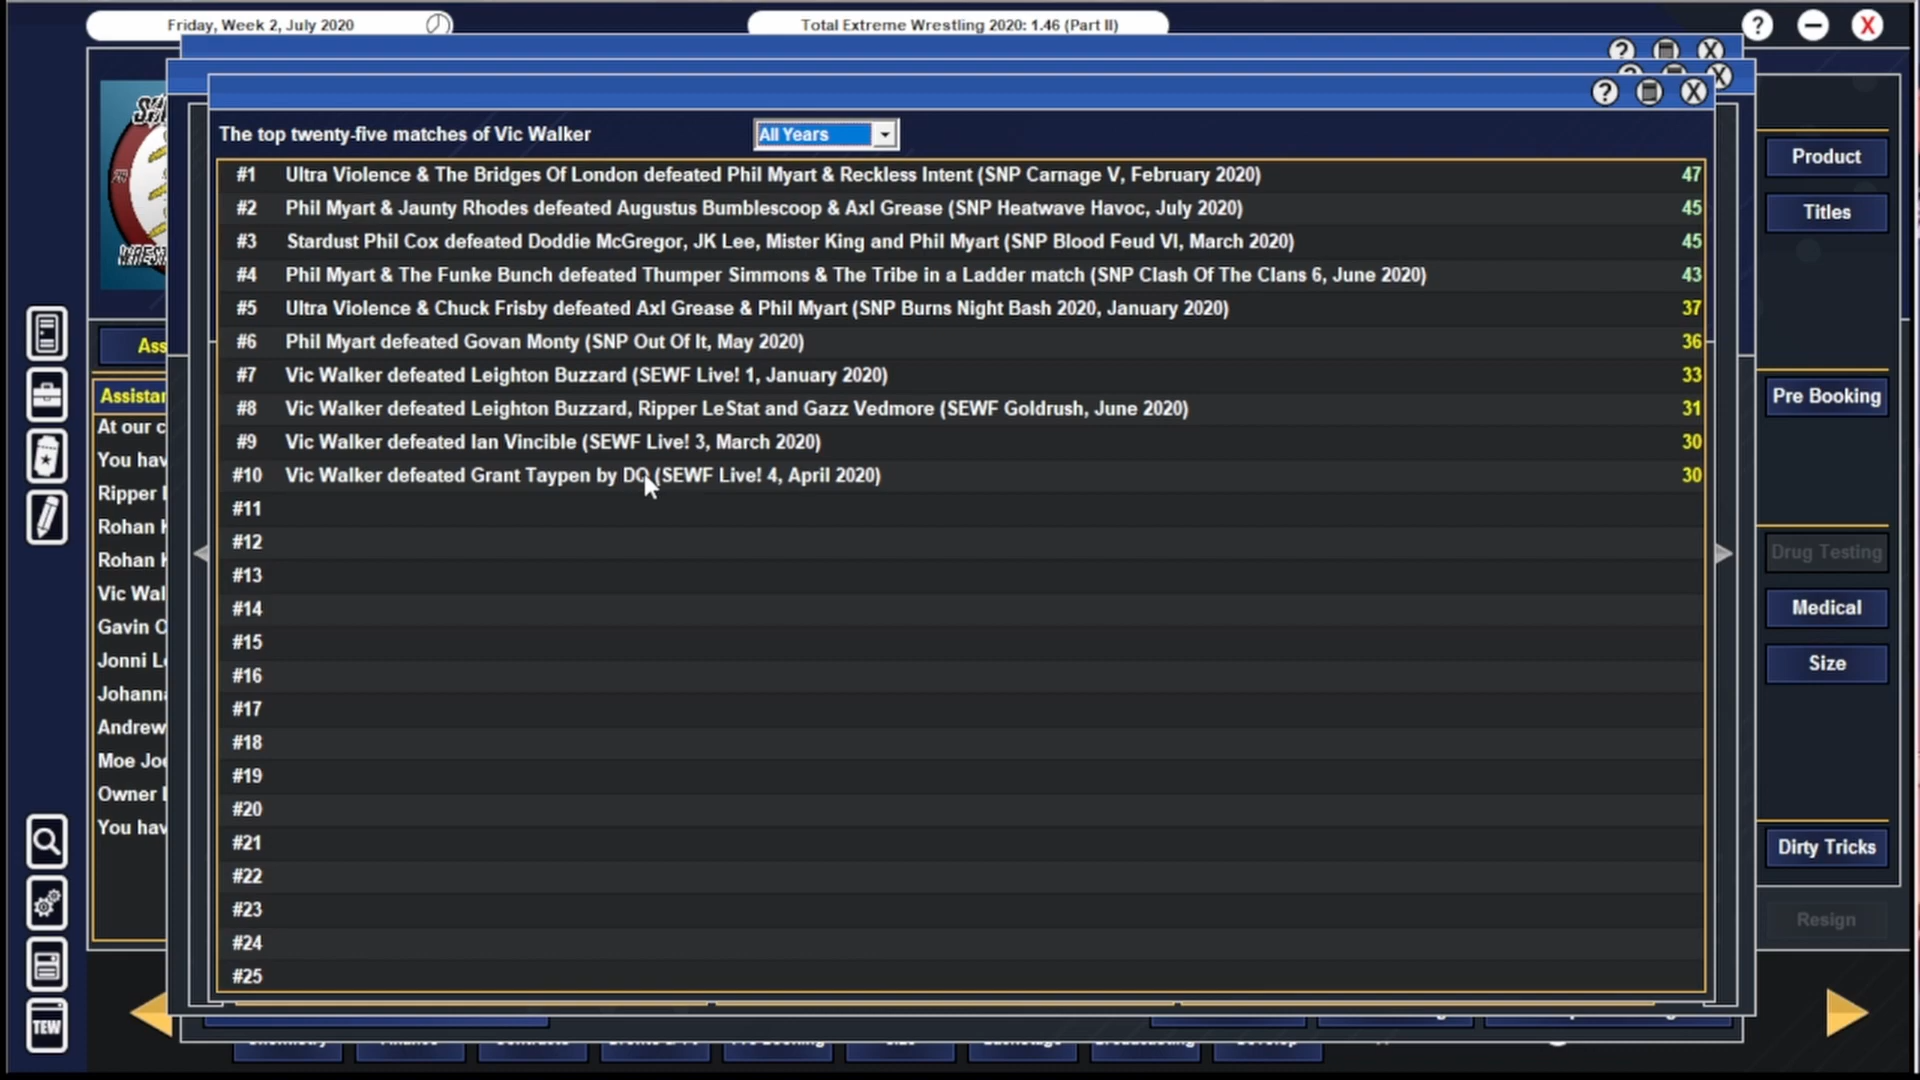 Friday, Week 2, July 2020
Total Extreme Wrestling 2020: 1.46 (Part II)
The top twenty-five matches of Vic Walker
All Years
#1 Ultra Violence & The Bridges Of London defeated Phil Myart & Reckless Intent (SNP Carnage V, February 2020) 47
#2 Phil Myart & Jaunty Rhodes defeated Augustus Bumblescoop & Axl Grease (SNP Heatwave Havoc, July 2020) 45
#3 Stardust Phil Cox defeated Doddie McGregor, JK Lee, Mister King and Phil Myart (SNP Blood Feud VI, March 2020) 45
#4 Phil Myart & The Funke Bunch defeated Thumper Simmons & The Tribe in a Ladder match (SNP Clash Of The Clans 6, June 2020) 43
#5 Ultra Violence & Chuck Frisby defeated Axl Grease & Phil Myart (SNP Burns Night Bash 2020, January 2020) 37
#6 Phil Myart defeated Govan Monty (SNP Out Of It, May 2020) 36
#7 Vic Walker defeated Leighton Buzzard (SEWF Live! 1, January 2020) 33
#8 Vic Walker defeated Leighton Buzzard, Ripper LeStat and Gazz Vedmore (SEWF Goldrush, June 2020) 31
#9 Vic Walker defeated Ian Vincible (SEWF Live! 3, March 2020) 30
#10 Vic Walker defeated Grant Taypen by DQ (SEWF Live! 4, April 2020) 30
#11
#12
#13
#14
#15
#16
#17
#18
#19
#20
#21
#22
#23
#24
#25
Ass
Assistan
At our c
You hav
Ripper
Rohan
Rohan
Vic Wal
Gavin
Jonni L
Johanna
Andrew
Moe Joe
Owner
You hav
Product
Titles
Pre Booking
Drug Testing
Medical
Size
Dirty Tricks
Resign
TEW